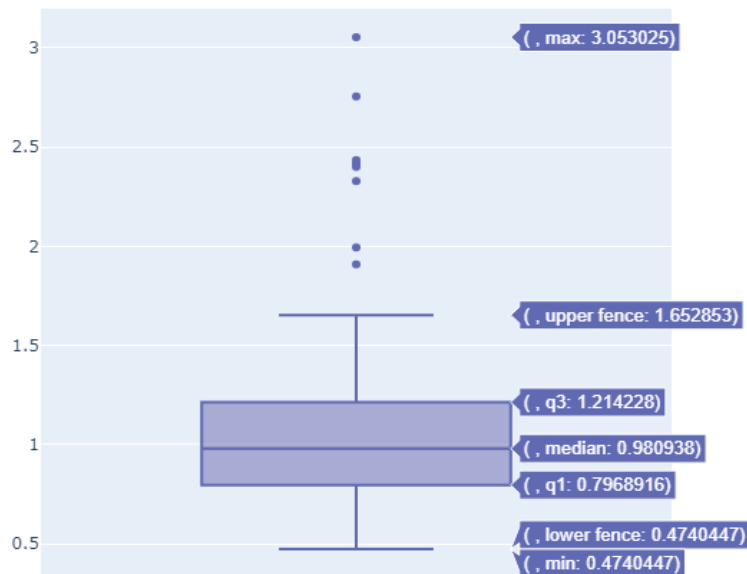 3
( , max: 3.053025)
2.5
2
( , upper fence: 1.652853)
1.5
( , q3: 1.214228)
1
( , median: 0.980938)
( , q1: 0.7968916)
( , lower fence: 0.4740447)
0.5
( , min: 0.4740447)